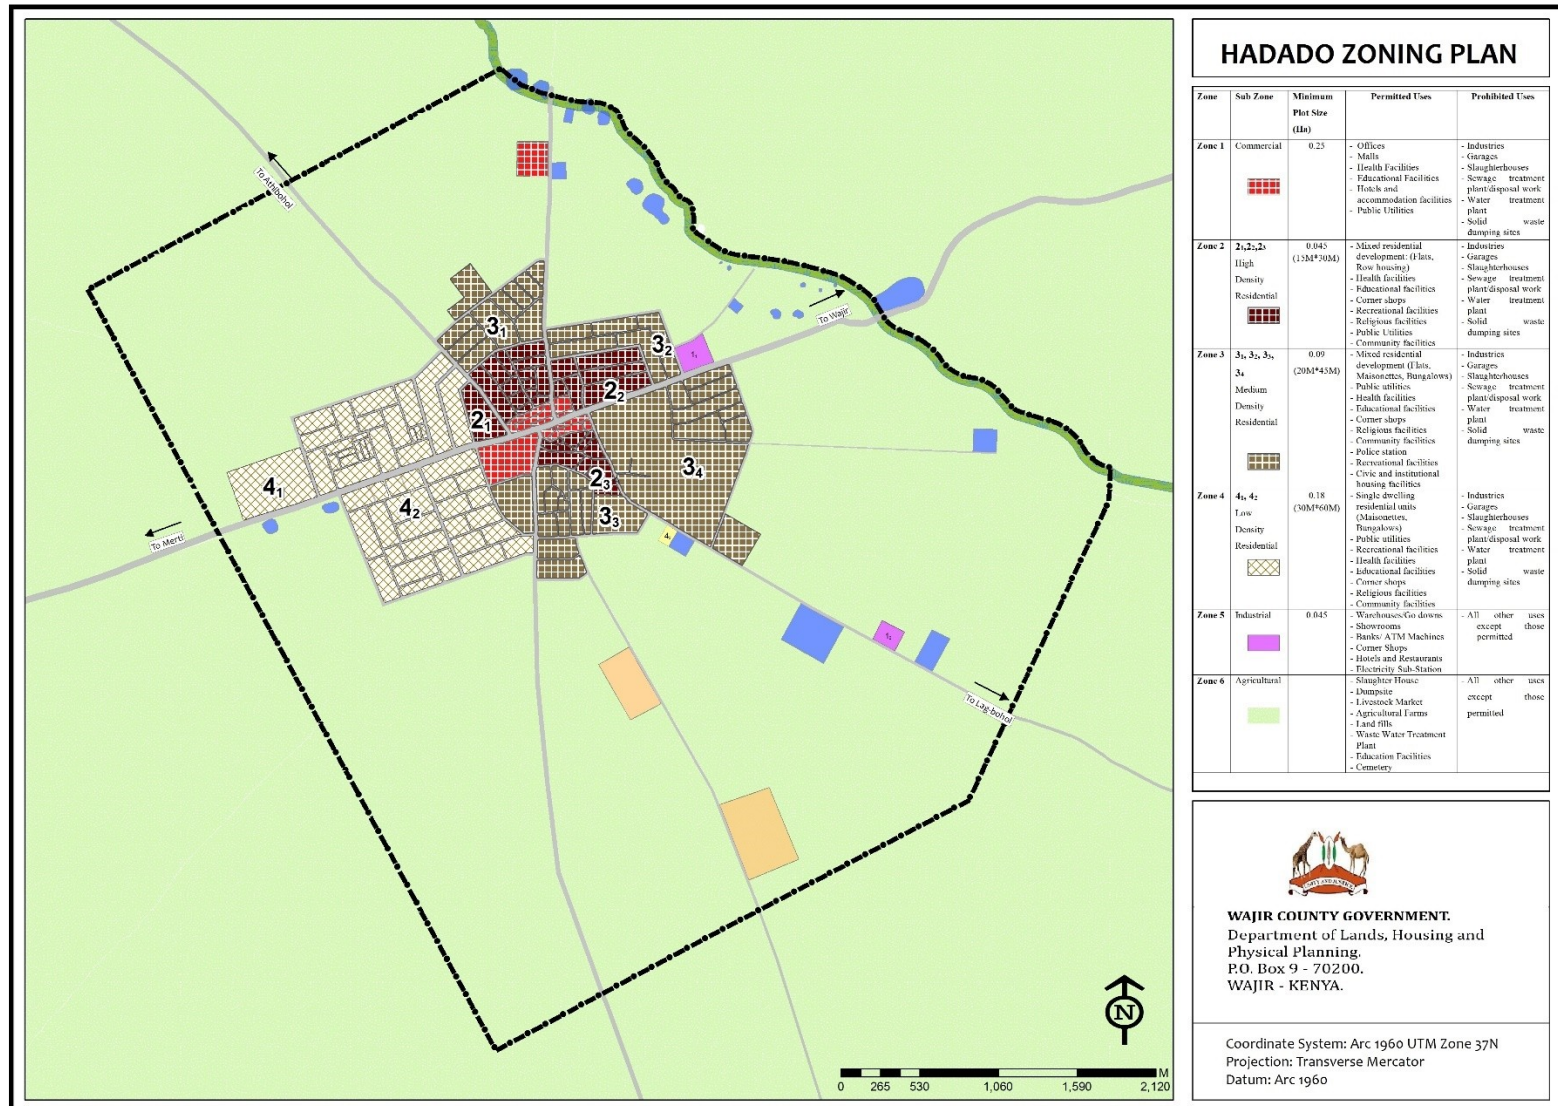 HADADO ZONING PLAN
Zone Sub Zone Minimum Plot Size (Ha) Permitted Uses Prohibited Uses
Zone 1 Commercial 0.25
- Offices
- Malls
- Health Facilities
- Educational Facilities
- Hotels and
accommodation facilities
- Public Utilities
- Industries
- Garages
- Slaughterhouses
- Sewage treatment
plant/disposal work
- Water treatment
plant
- Solid waste
dumping sites
Zone 2 2₁,2₂,2₃
High
Density
Residential
0.045
(15M*30M)
- Mixed residential
development: (Flats,
Row housing)
- Health facilities
- Educational facilities
- Corner shops
- Recreational facilities
- Religious facilities
- Public Utilities
- Community facilities
- Industries
- Garages
- Slaughterhouses
- Sewage treatment
plant/disposal work
- Water treatment
plant
- Solid waste
dumping sites
Zone 3 3₁, 3₂, 3₃,
3₄
Medium
Density
Residential
0.09
(20M*45M)
- Mixed residential
development (Flats,
Maisonettes, Bungalows)
- Public utilities
- Health facilities
- Educational facilities
- Corner shops
- Religious facilities
- Community facilities
- Police station
- Recreational facilities
- Civic and institutional
housing facilities
- Industries
- Garages
- Slaughterhouses
- Sewage treatment
plant/disposal work
- Water treatment
plant
- Solid waste
dumping sites
Zone 4 4₁, 4₂
Low
Density
Residential
0.18
(30M*60M)
- Single dwelling
residential units
(Maisonettes,
Bungalows)
- Public utilities
- Recreational facilities
- Health facilities
- Educational facilities
- Corner shops
- Religious facilities
- Community facilities
- Industries
- Garages
- Slaughterhouses
- Sewage treatment
plant/disposal work
- Water treatment
plant
- Solid waste
dumping sites
Zone 5 Industrial 0.045
- Warehouses/Go downs
- Showrooms
- Banks/ ATM Machines
- Corner Shops
- Hotels and Restaurants
- Electricity Sub-Station
- All other uses
except those
permitted
Zone 6 Agricultural
- Slaughter House
- Dumpsite
- Livestock Market
- Agricultural Farms
- Land fills
- Waste Water Treatment
Plant
- Education Facilities
- Cemetery
- All other uses
except those
permitted
To Athibohol
To Wajir
To Merti
To Lag-bohol
3₁
3₂
2₂
2₁
3₄
2₃
3₃
4₁
4₂
WAJIR COUNTY GOVERNMENT.
Department of Lands, Housing and
Physical Planning.
P.O. Box 9 - 70200.
WAJIR - KENYA.
N
M
0 265 530 1,060 1,590 2,120
Coordinate System: Arc 1960 UTM Zone 37N
Projection: Transverse Mercator
Datum: Arc 1960